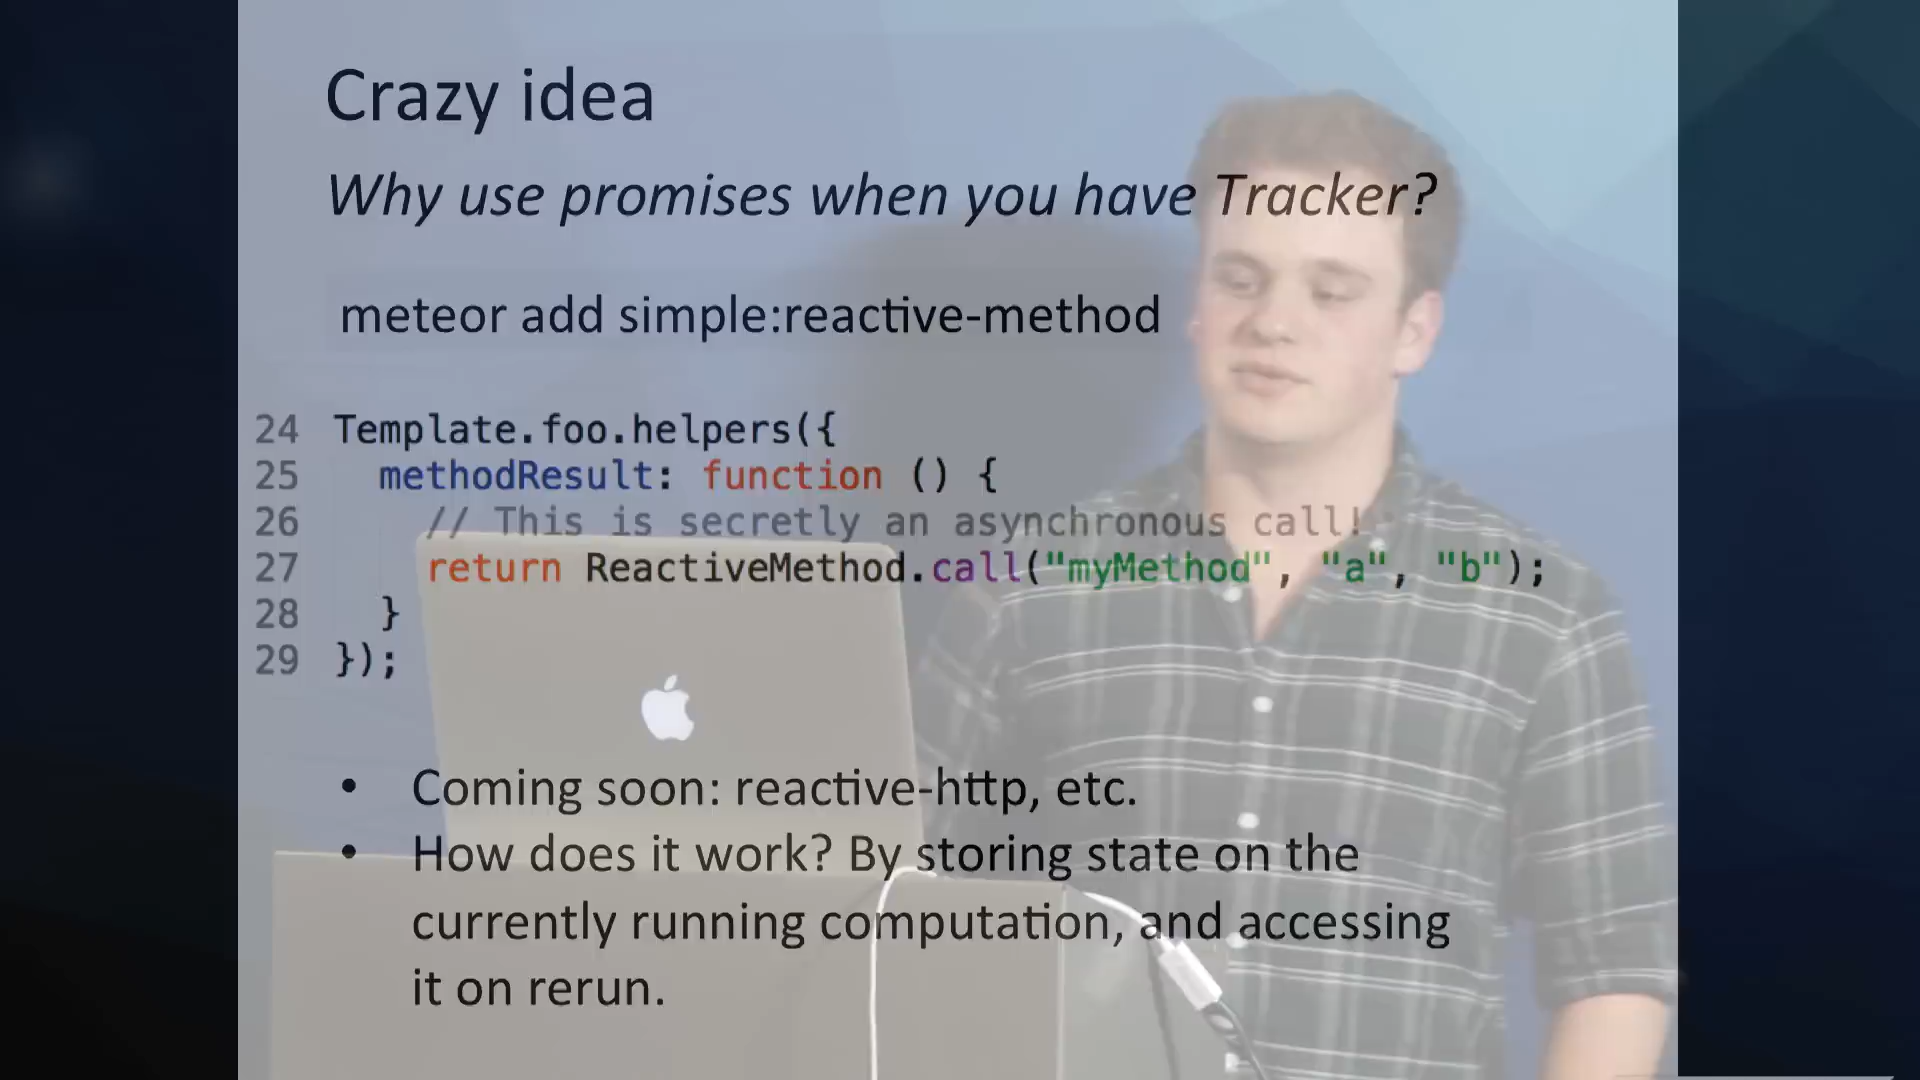 Crazy idea
Why use promises when you have Tracker?
meteor add simple:reactive-method
24 Template.foo.helpers({
25 methodResult: function () {
26 // This is secretly an asynchronous call!
27 return ReactiveMethod.call("myMethod", "a", "b");
28 }
29 });
• Coming soon: reactive-http, etc.
• How does it work? By storing state on the
currently running computation, and accessing
it on rerun.